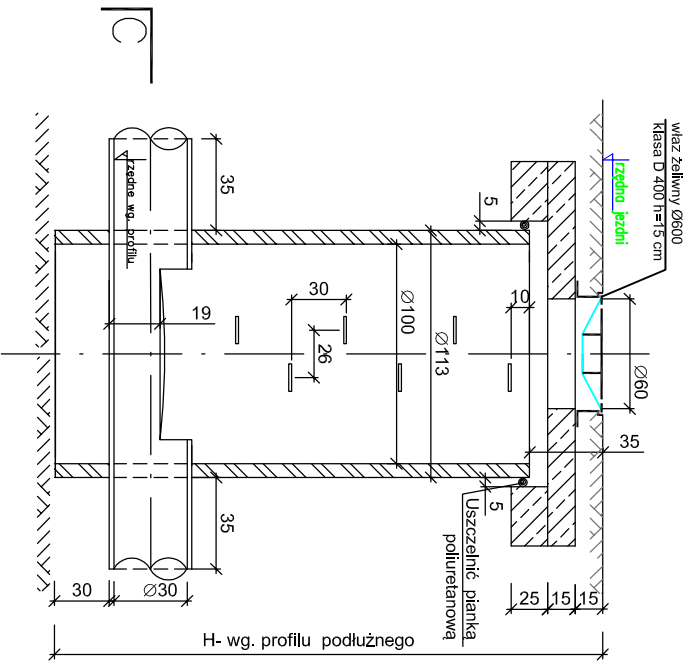 właz żeliwny Ø600
klasa D 400 h=15 cm
rzędna jezdni
C
35
5
Ø60
10
35
rzędne wg. profilu
19
30
26
Ø100
Ø113
35
5
Uszczelnić pianką
poliuretanową
30
Ø30
25
15
15
H- wg. profilu podłużnego